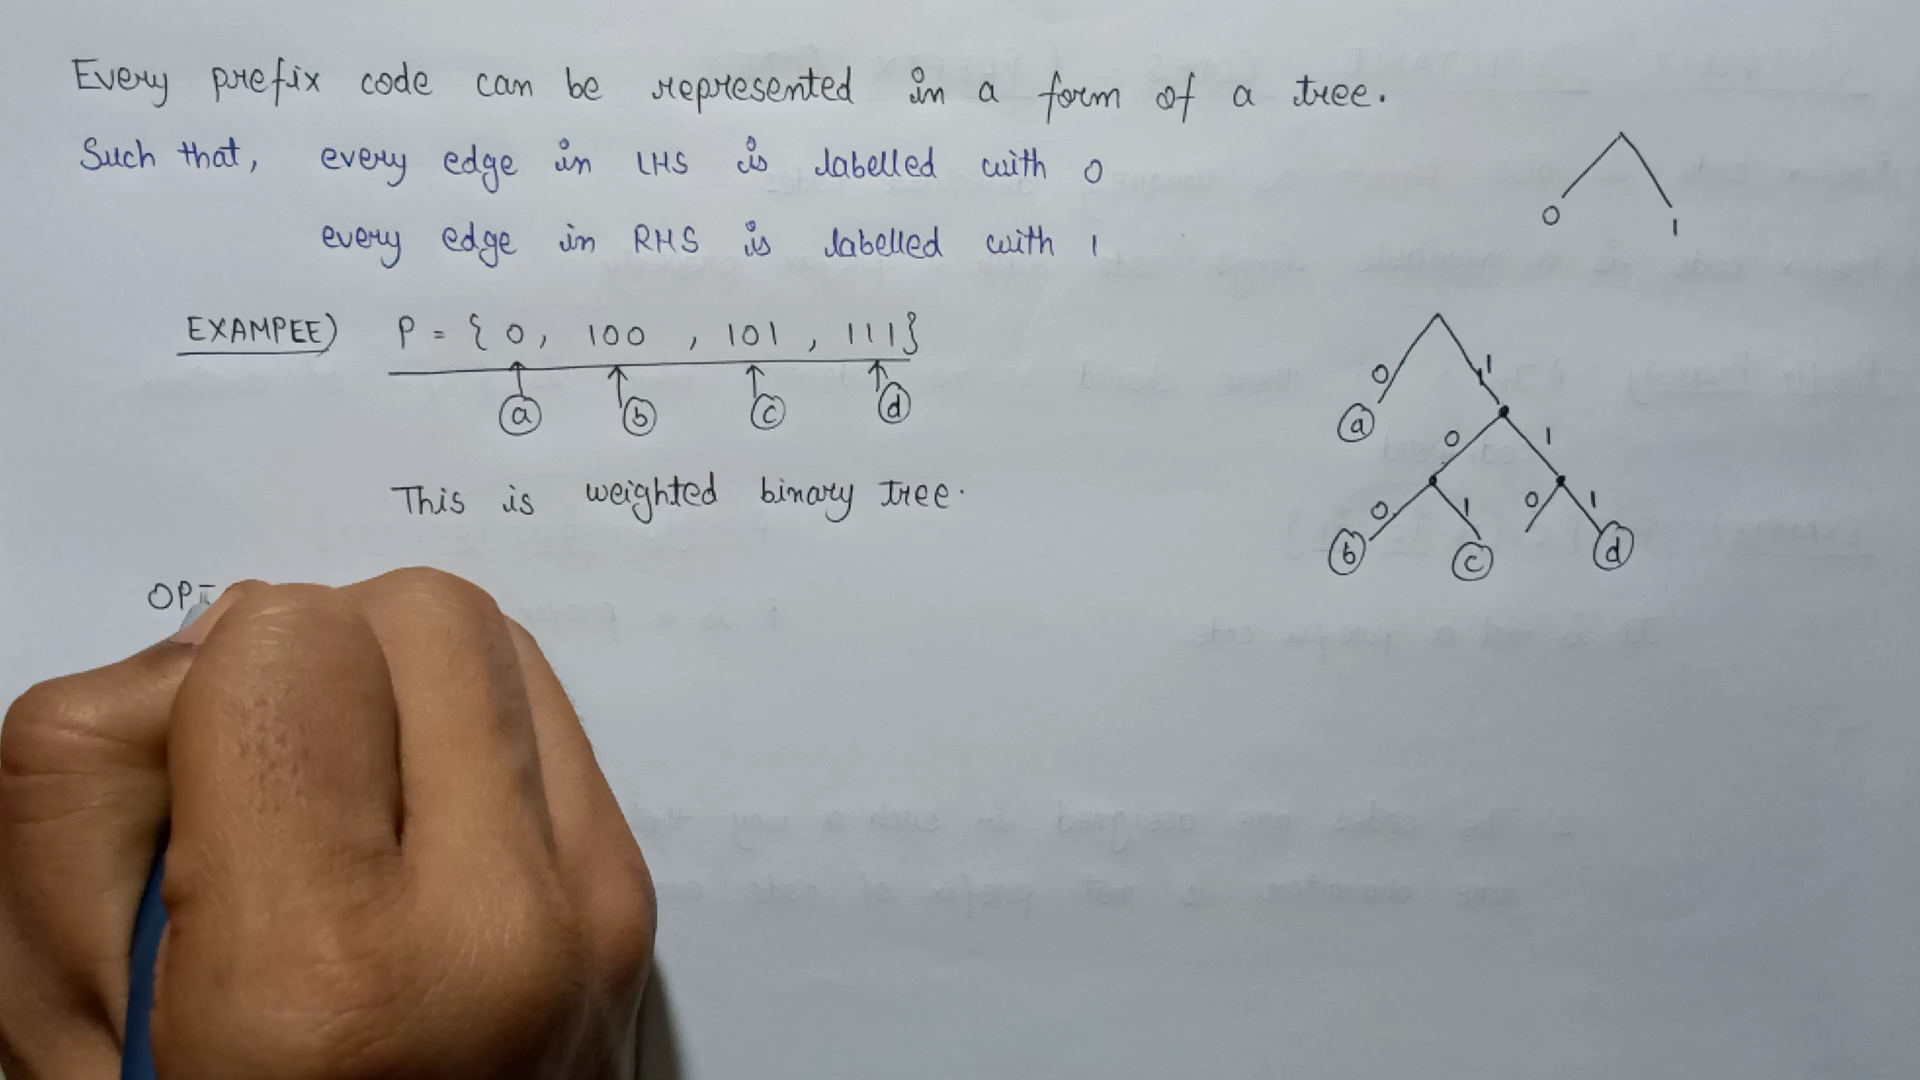 Every prefix code can be represented in a form of a tree.
Such that, every edge in LHS is labelled with 0
every edge in RHS is labelled with 1
0 1
EXAMPEE) P = { 0, 100 , 101 , 111}
a b c d
This is weighted binary tree.
0 1
a
0 1
0 1 0 1
b c d
OPT